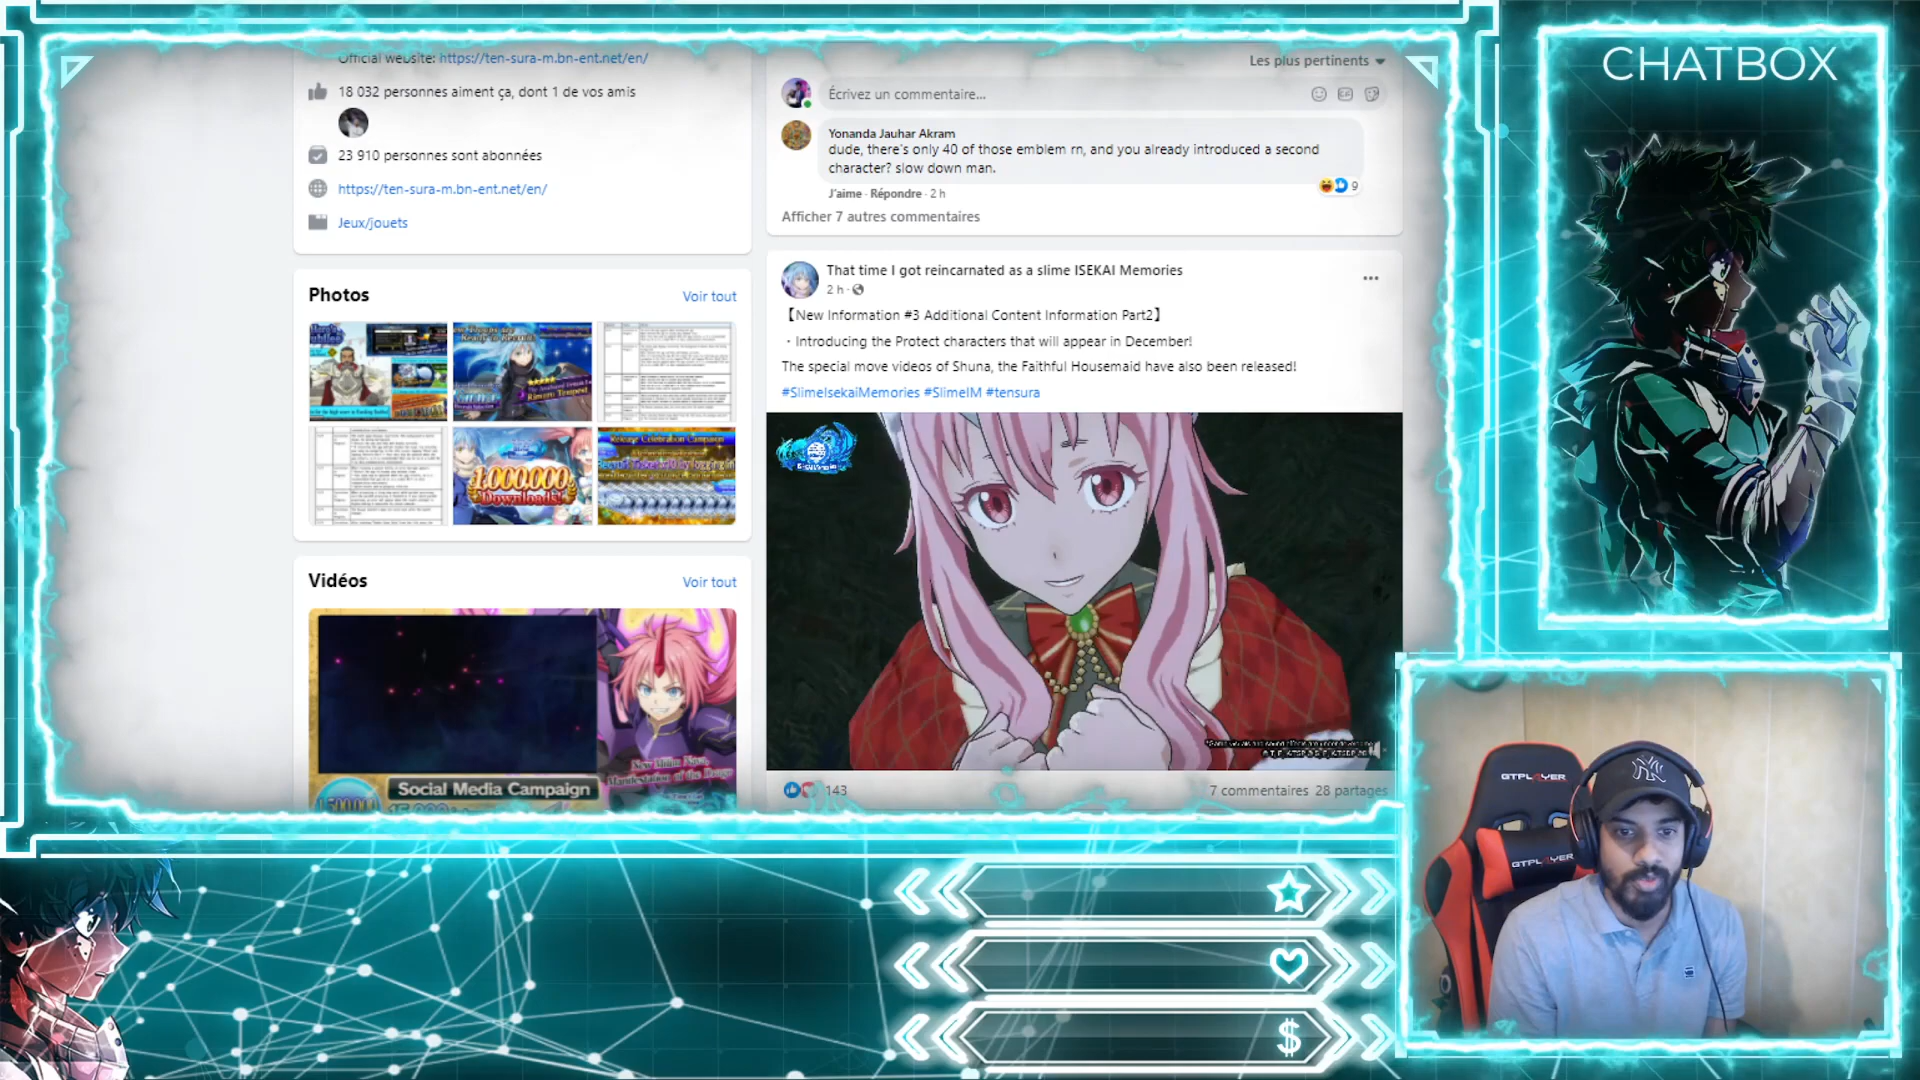 Official website: https://ten-sura-m.bn-ent.net/en/
18 032 personnes aiment ça, dont 1 de vos amis
23 910 personnes sont abonnées
https://ten-sura-m.bn-ent.net/en/
Jeux/jouets
Photos
Voir tout
1,000,000
Downloads!
Release Celebration Campaign
Vidéos
Voir tout
Social Media Campaign
Les plus pertinents
Écrivez un commentaire...
Yonanda Jauhar Akram
dude, there's only 40 of those emblem rn, and you already introduced a second
character? slow down man.
J'aime · Répondre · 2 h
9
Afficher 7 autres commentaires
That time I got reincarnated as a slime ISEKAI Memories
2 h ·
【New Information #3 Additional Content Information Part2】
・Introducing the Protect characters that will appear in December!
The special move videos of Shuna, the Faithful Housemaid have also been released!
#SlimeIsekaiMemories #SlimeIM #tensura
143
7 commentaires 28 partages
CHATBOX
GTPLAYER
GTPLAYER
NY